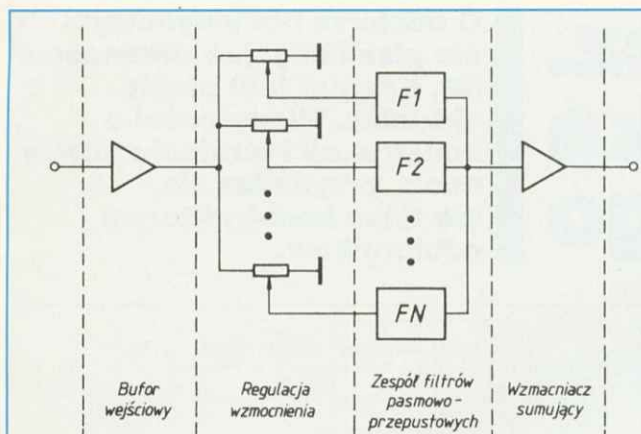 F1
F2
FN
Bufor
wejściowy
Regulacja
wzmocnienia
Zespół filtrów
pasmowo-
przepustowych
Wzmacniacz
sumujący